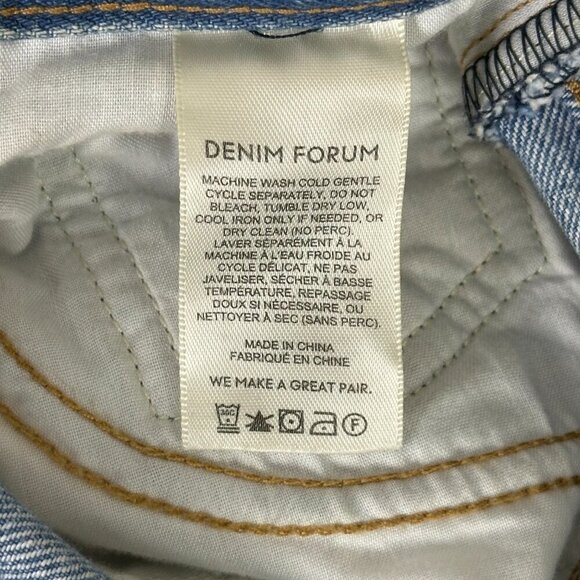 DENIM FORUM
MACHINE WASH COLD GENTLE
CYCLE SEPARATELY, DO NOT
BLEACH, TUMBLE DRY LOW,
COOL IRON ONLY IF NEEDED, OR
DRY CLEAN (NO PERC).
LAVER SÉPARÉMENT À LA
MACHINE À L'EAU FROIDE AU
CYCLE DÉLICAT, NE PAS
JAVELISER, SÉCHER À BASSE
TEMPÉRATURE, REPASSAGE
DOUX SI NÉCESSAIRE, OU
NETTOYER À SEC (SANS PERC).
MADE IN CHINA
FABRIQUÉ EN CHINE
WE MAKE A GREAT PAIR.
30C F